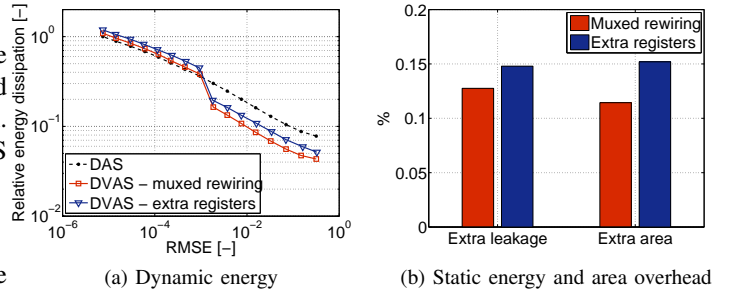 Relative energy dissipation [-]
10^0
10^-1
10^-2
DAS
DVAS - muxed rewiring
DVAS - extra registers
10^-6
10^-4
10^-2
10^0
RMSE [-]
(a) Dynamic energy
Muxed rewiring
Extra registers
%
0.15
0.1
0.05
0
Extra leakage
Extra area
(b) Static energy and area overhead
e
d
e